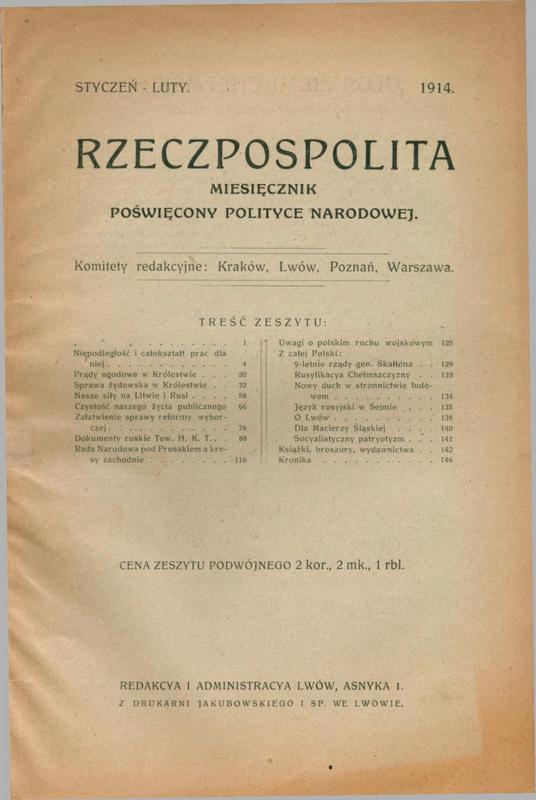 STYCZEŃ - LUTY. 1914.
RZECZPOSPOLITA
MIESIĘCZNIK
POŚWIĘCONY POLITYCE NARODOWEJ.
Komitety redakcyjne: Kraków, Lwów, Poznań, Warszawa.
TREŚĆ ZESZYTU:
* * * . . . . . . . . 1
Niepodległość i całokształt prac dla
niej . . . . . . . . . . . 4
Prądy ugodowe w Królestwie . . . 20
Sprawa żydowska w Królestwie . . 32
Nasze siły na Litwie i Rusi . . . . 58
Czystość naszego życia publicznego 66
Załatwienie sprawy reformy wybor-
czej . . . . . . . . . . . 76
Dokumenty ruskie Tow. H. K. T. . . 88
Rada Narodowa pod Prusakiem a kre-
sy zachodnie . . . . . . . . 116
Uwagi o polskim ruchu wojskowym 125
Z całej Polski:
9-letnie rządy gen. Skałłona . . 129
Rusyfikacya Chełmszczyzny . . 133
Nowy duch w stronnictwie ludo-
wem . . . . . . . . . . 134
Język rosyjski w Sejmie . . . 135
O Lwów . . . . . . . . . 138
Dla Macierzy Śląskiej . . . . 140
Socyalistyczny patryotyzm . . . 141
Książki, broszury, wydawnictwa . . 142
Kronika . . . . . . . . . . 146
CENA ZESZYTU PODWÓJNEGO 2 kor., 2 mk., 1 rbl.
REDAKCYA I ADMINISTRACYA LWÓW, ASNYKA 1.
Z DRUKARNI JAKUBOWSKIEGO I SP. WE LWOWIE.